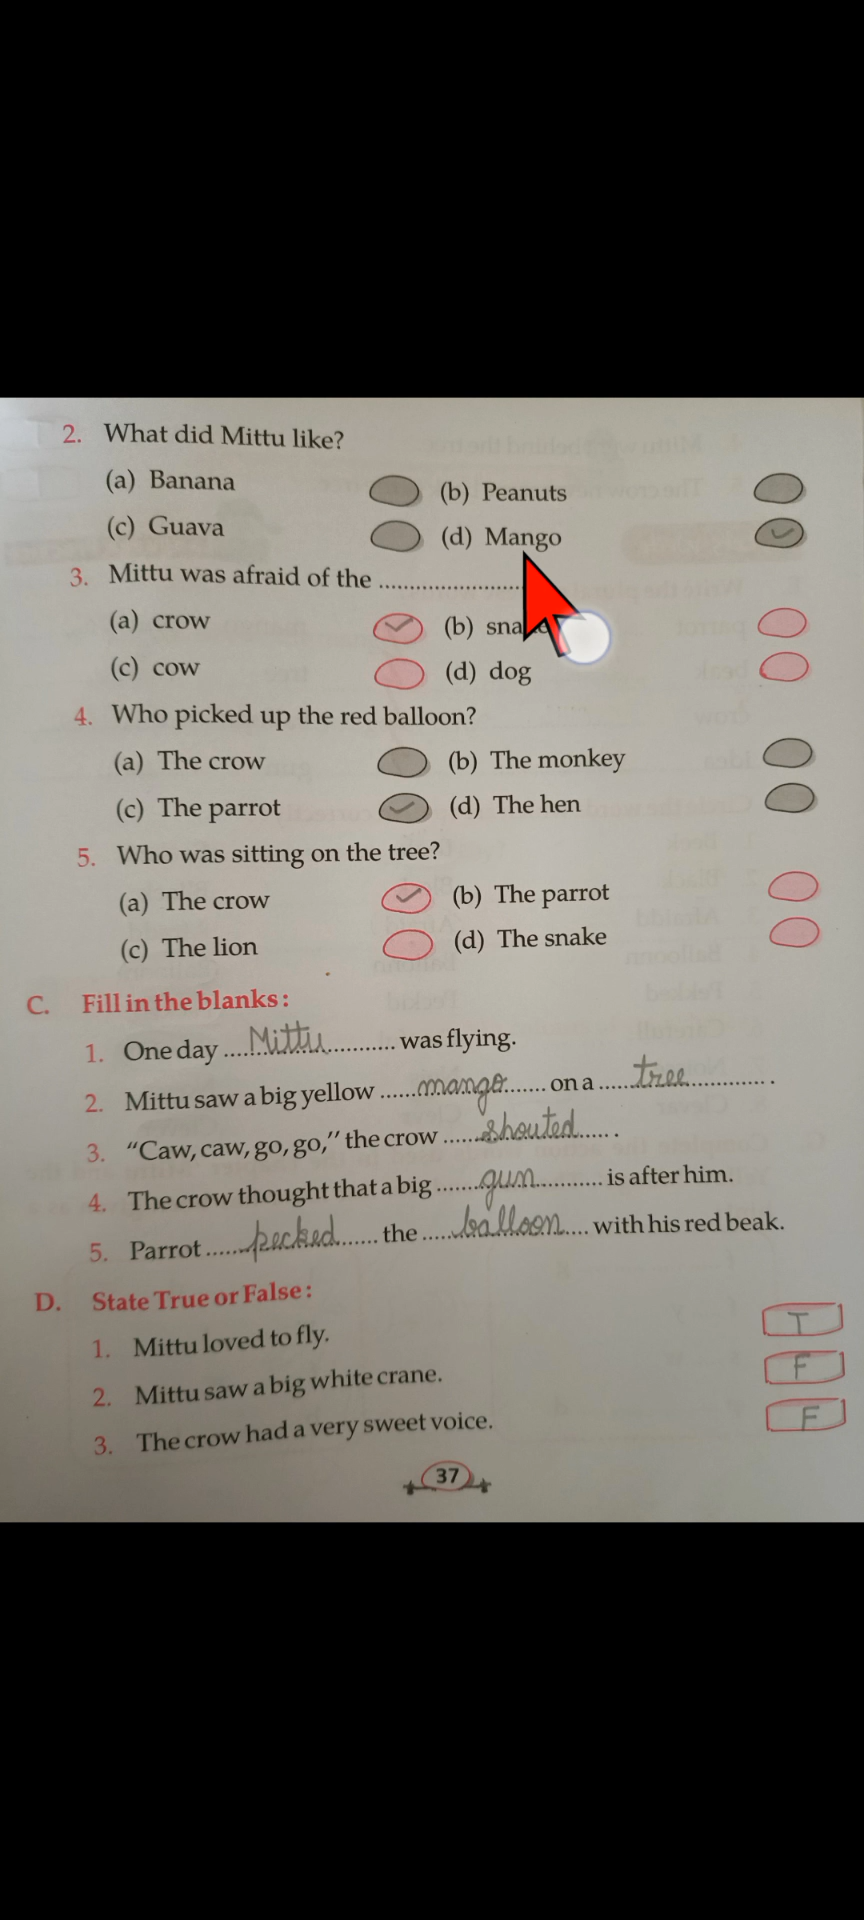 2. What did Mittu like?
(a) Banana (b) Peanuts
(c) Guava (d) Mango
3. Mittu was afraid of the ........................
(a) crow (b)
(c) cow (d) dog
4. Who picked up the red balloon?
(a) The crow (b) The monkey
(c) The parrot (d) The hen
5. Who was sitting on the tree?
(a) The crow (b) The parrot
(c) The lion (d) The snake
C. Fill in the blanks:
1. One day ....Mittu.... was flying.
2. Mittu saw a big yellow ....mango.... on a ....tree.... .
3. "Caw, caw, go, go," the crow ....shouted.... .
4. The crow thought that a big ....gun.... is after him.
5. Parrot ....pecked.... the ....balloon.... with his red beak.
D. State True or False:
1. Mittu loved to fly. T
2. Mittu saw a big white crane. F
3. The crow had a very sweet voice. F
37